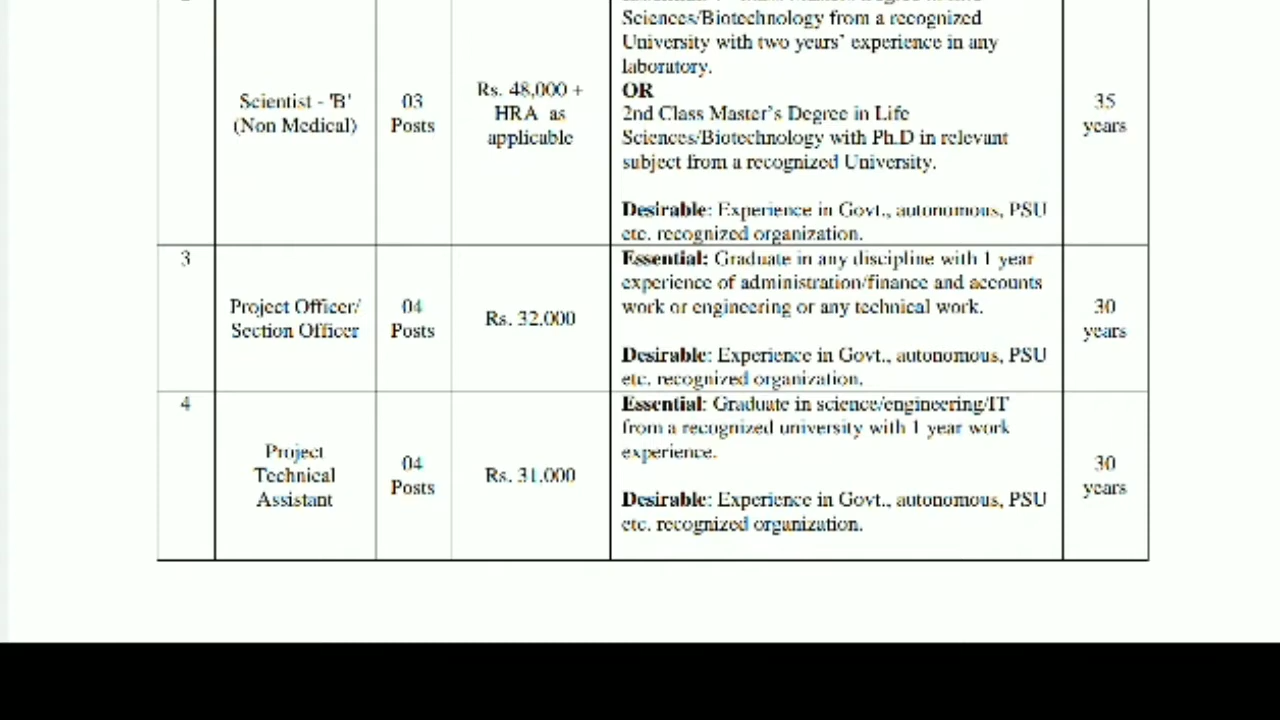 Sciences/Biotechnology from a recognized
University with two years' experience in any
laboratory.
Scientist - 'B'
(Non Medical)
03
Posts
Rs. 48,000 +
HRA as
applicable
OR
2nd Class Master's Degree in Life
Sciences/Biotechnology with Ph.D in relevant
subject from a recognized University.
Desirable: Experience in Govt., autonomous, PSU
etc. recognized organization.
35
years
3
Project Officer/
Section Officer
04
Posts
Rs. 32,000
Essential: Graduate in any discipline with 1 year
experience of administration/finance and accounts
work or engineering or any technical work.
Desirable: Experience in Govt., autonomous, PSU
etc. recognized organization.
30
years
4
Project
Technical
Assistant
04
Posts
Rs. 31,000
Essential: Graduate in science/engineering/IT
from a recognized university with 1 year work
experience.
Desirable: Experience in Govt., autonomous, PSU
etc. recognized organization.
30
years